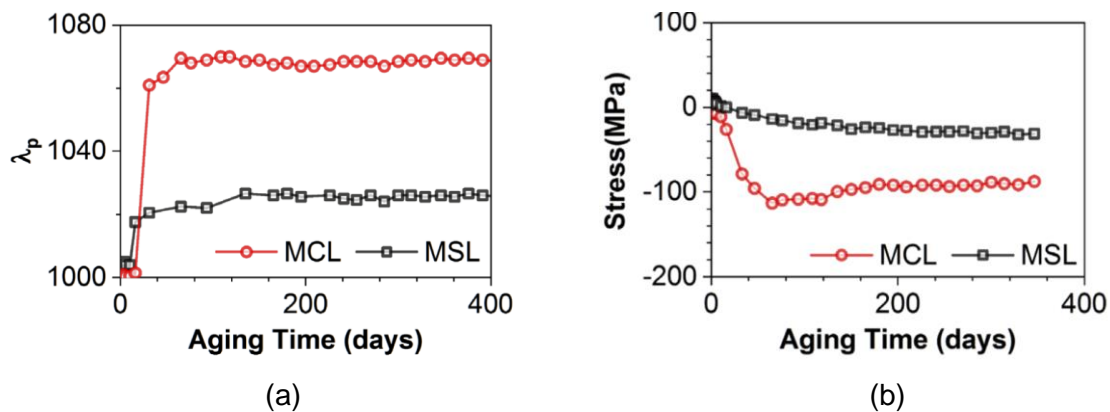 1080
1040
1000
λp
MCL MSL
0 200 400
Aging Time (days)
(a)
100
0
-100
-200
Stress(MPa)
MCL MSL
0 200 400
Aging Time (days)
(b)